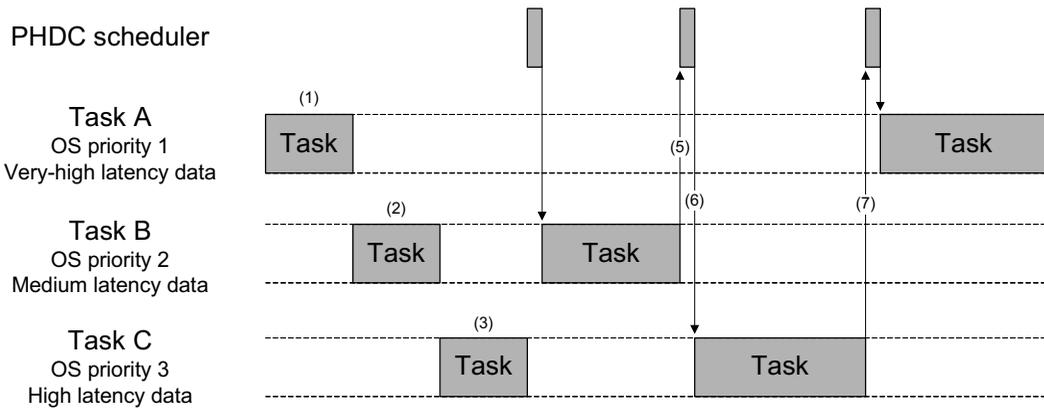 PHDC scheduler
(1)
Task A
OS priority 1
Very-high latency data
Task
Task
(5)
(6)
(7)
(2)
Task B
OS priority 2
Medium latency data
Task
Task
(3)
Task C
OS priority 3
High latency data
Task
Task